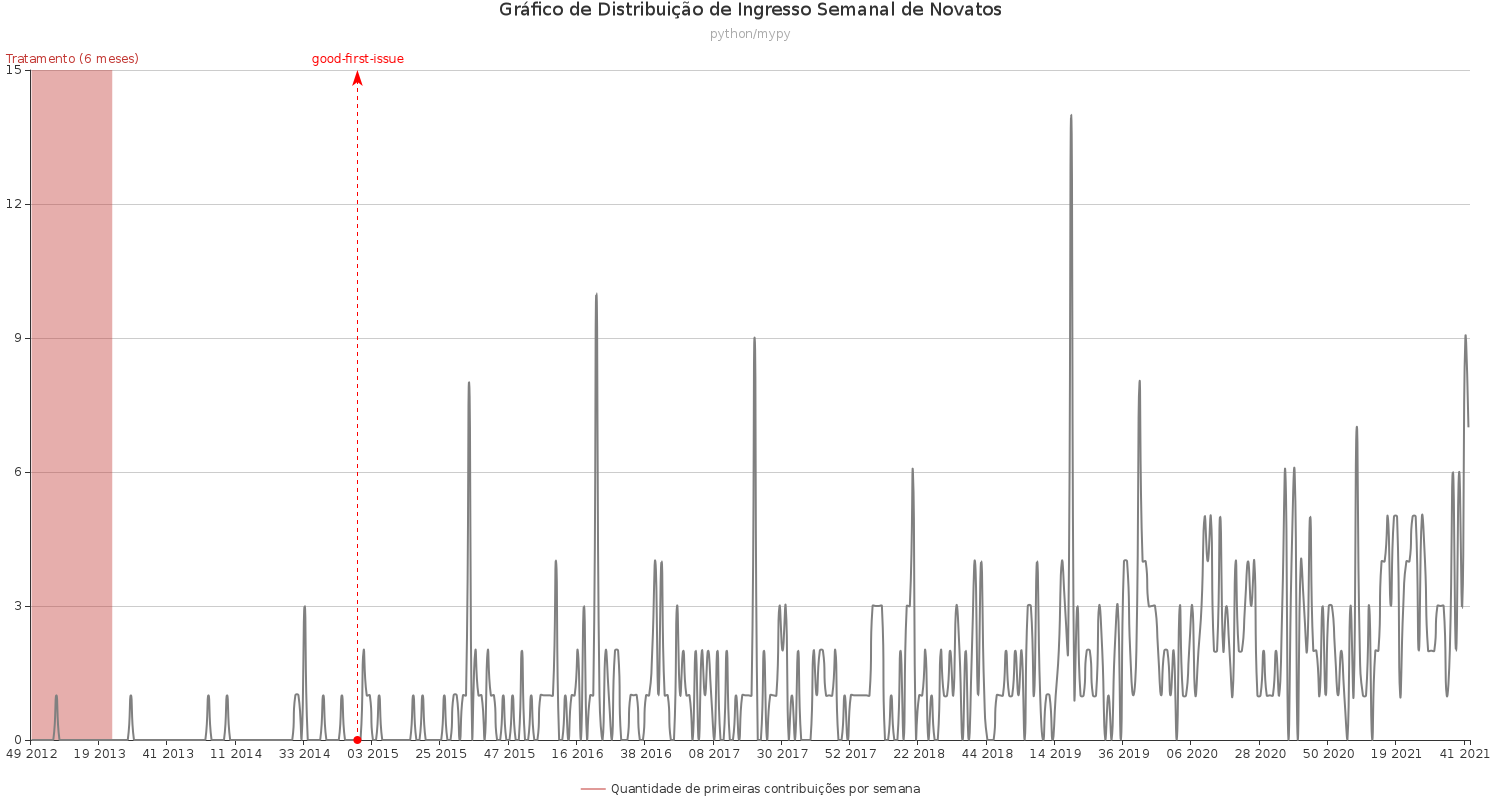 Gráfico de Distribuição de Ingresso Semanal de Novatos
python/mypy
Tratamento (6 meses)
good-first-issue
15
12
9
6
3
0
49 2012 19 2013 41 2013 11 2014 33 2014 03 2015 25 2015 47 2015 16 2016 38 2016 08 2017 30 2017 52 2017 22 2018 44 2018 14 2019 36 2019 06 2020 28 2020 50 2020 19 2021 41 2021
Quantidade de primeiras contribuições por semana